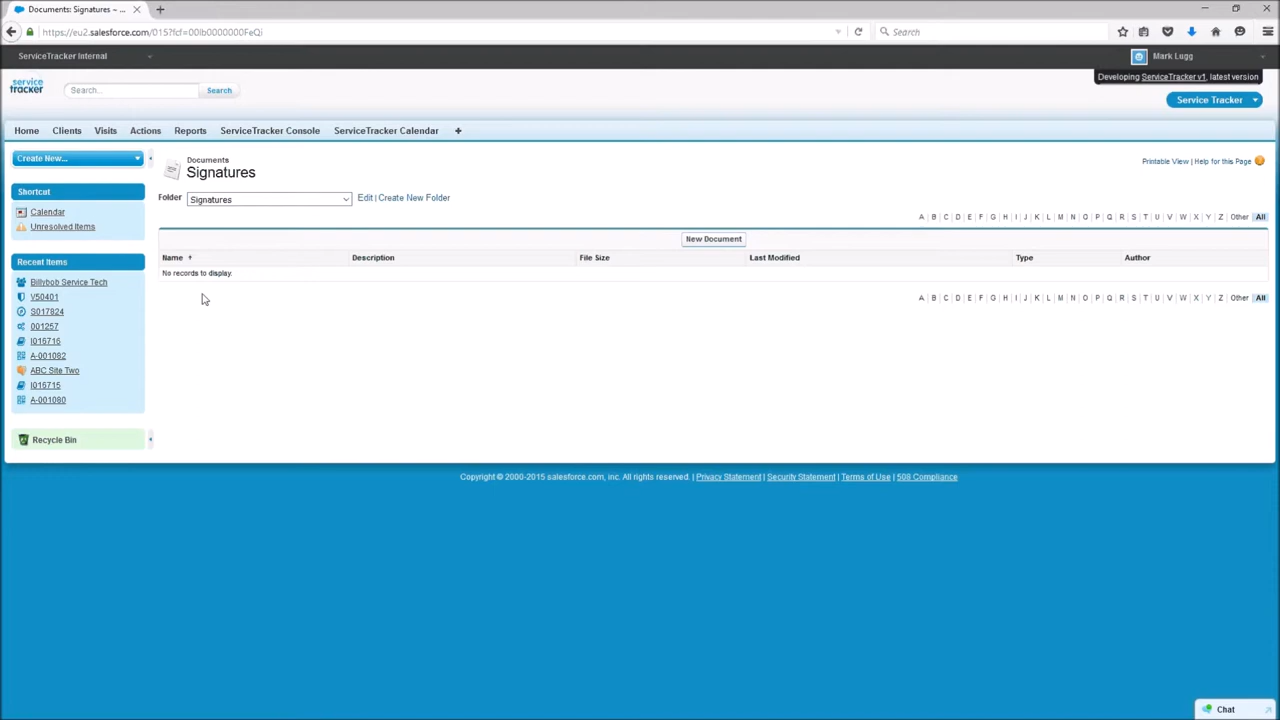 Documents: Signatures ~ ...
https://eu2.salesforce.com/015?fcf=00lb0000000FeQi
Search
ServiceTracker Internal
Mark Lugg
Developing ServiceTracker v1, latest version
service
tracker
Search...
Search
Service Tracker
Home Clients Visits Actions Reports ServiceTracker Console ServiceTracker Calendar +
Create New...
Documents
Signatures
Printable View | Help for this Page
Shortcut
Calendar
Unresolved Items
Folder Signatures Edit | Create New Folder
A | B | C | D | E | F | G | H | I | J | K | L | M | N | O | P | Q | R | S | T | U | V | W | X | Y | Z | Other All
New Document
Name Description File Size Last Modified Type Author
No records to display.
A | B | C | D | E | F | G | H | I | J | K | L | M | N | O | P | Q | R | S | T | U | V | W | X | Y | Z | Other All
Recent Items
Billybob Service Tech
V50401
S017824
001257
I015716
A-001082
ABC Site Two
I016715
A-001080
Recycle Bin
Copyright © 2000-2015 salesforce.com, inc. All rights reserved. | Privacy Statement | Security Statement | Terms of Use | 508 Compliance
Chat